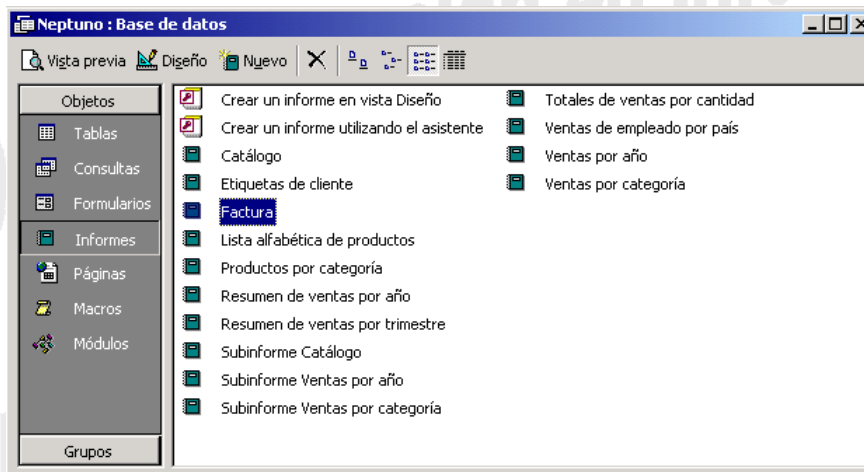 Neptuno : Base de datos
Vista previa Diseño Nuevo
Objetos
Tablas
Consultas
Formularios
Informes
Páginas
Macros
Módulos
Grupos
Crear un informe en vista Diseño
Crear un informe utilizando el asistente
Catálogo
Etiquetas de cliente
Factura
Lista alfabética de productos
Productos por categoría
Resumen de ventas por año
Resumen de ventas por trimestre
Subinforme Catálogo
Subinforme Ventas por año
Subinforme Ventas por categoría
Totales de ventas por cantidad
Ventas de empleado por país
Ventas por año
Ventas por categoría